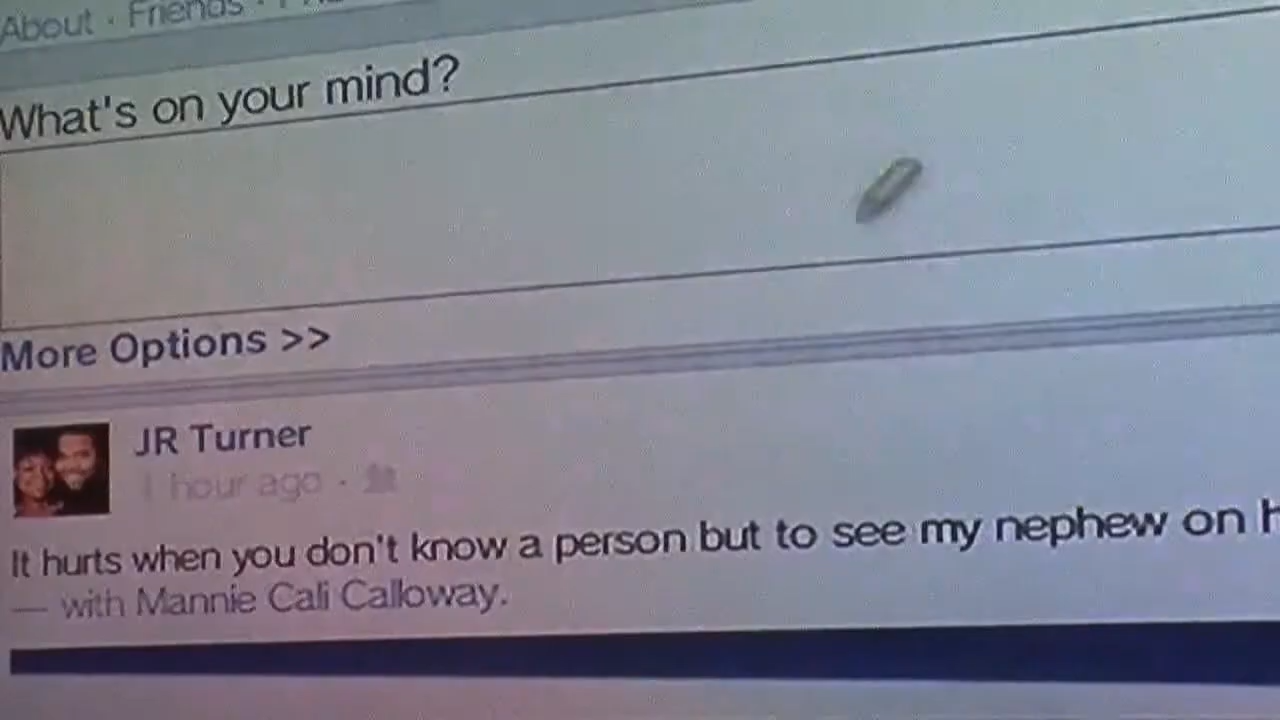 About · Friends ·
What's on your mind?
More Options >>
JR Turner
1 hour ago ·
It hurts when you don't know a person but to see my nephew on
— with Mannie Cali Calloway.